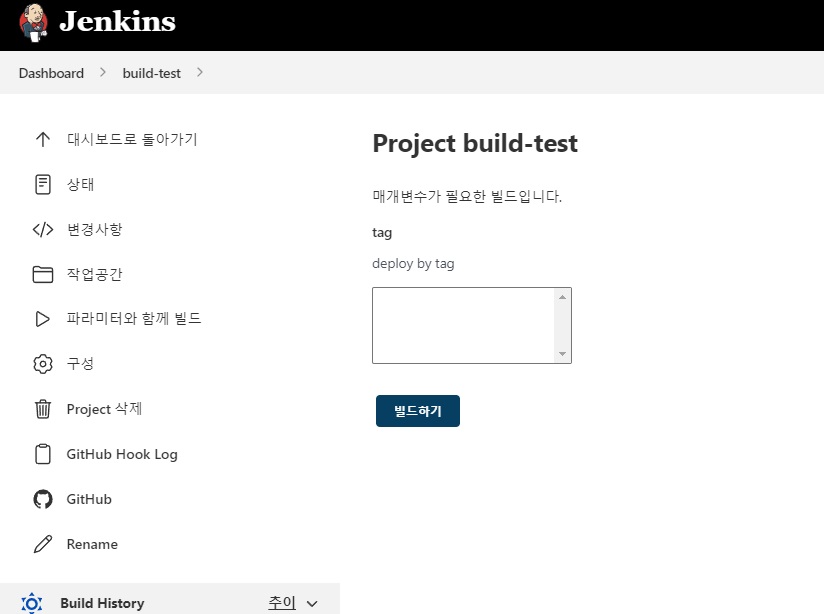 Jenkins
Dashboard
build-test
대시보드로 돌아가기
상태
변경사항
작업공간
파라미터와 함께 빌드
구성
Project 삭제
GitHub Hook Log
GitHub
Rename
Build History 추이
Project build-test
매개변수가 필요한 빌드입니다.
tag
deploy by tag
빌드하기